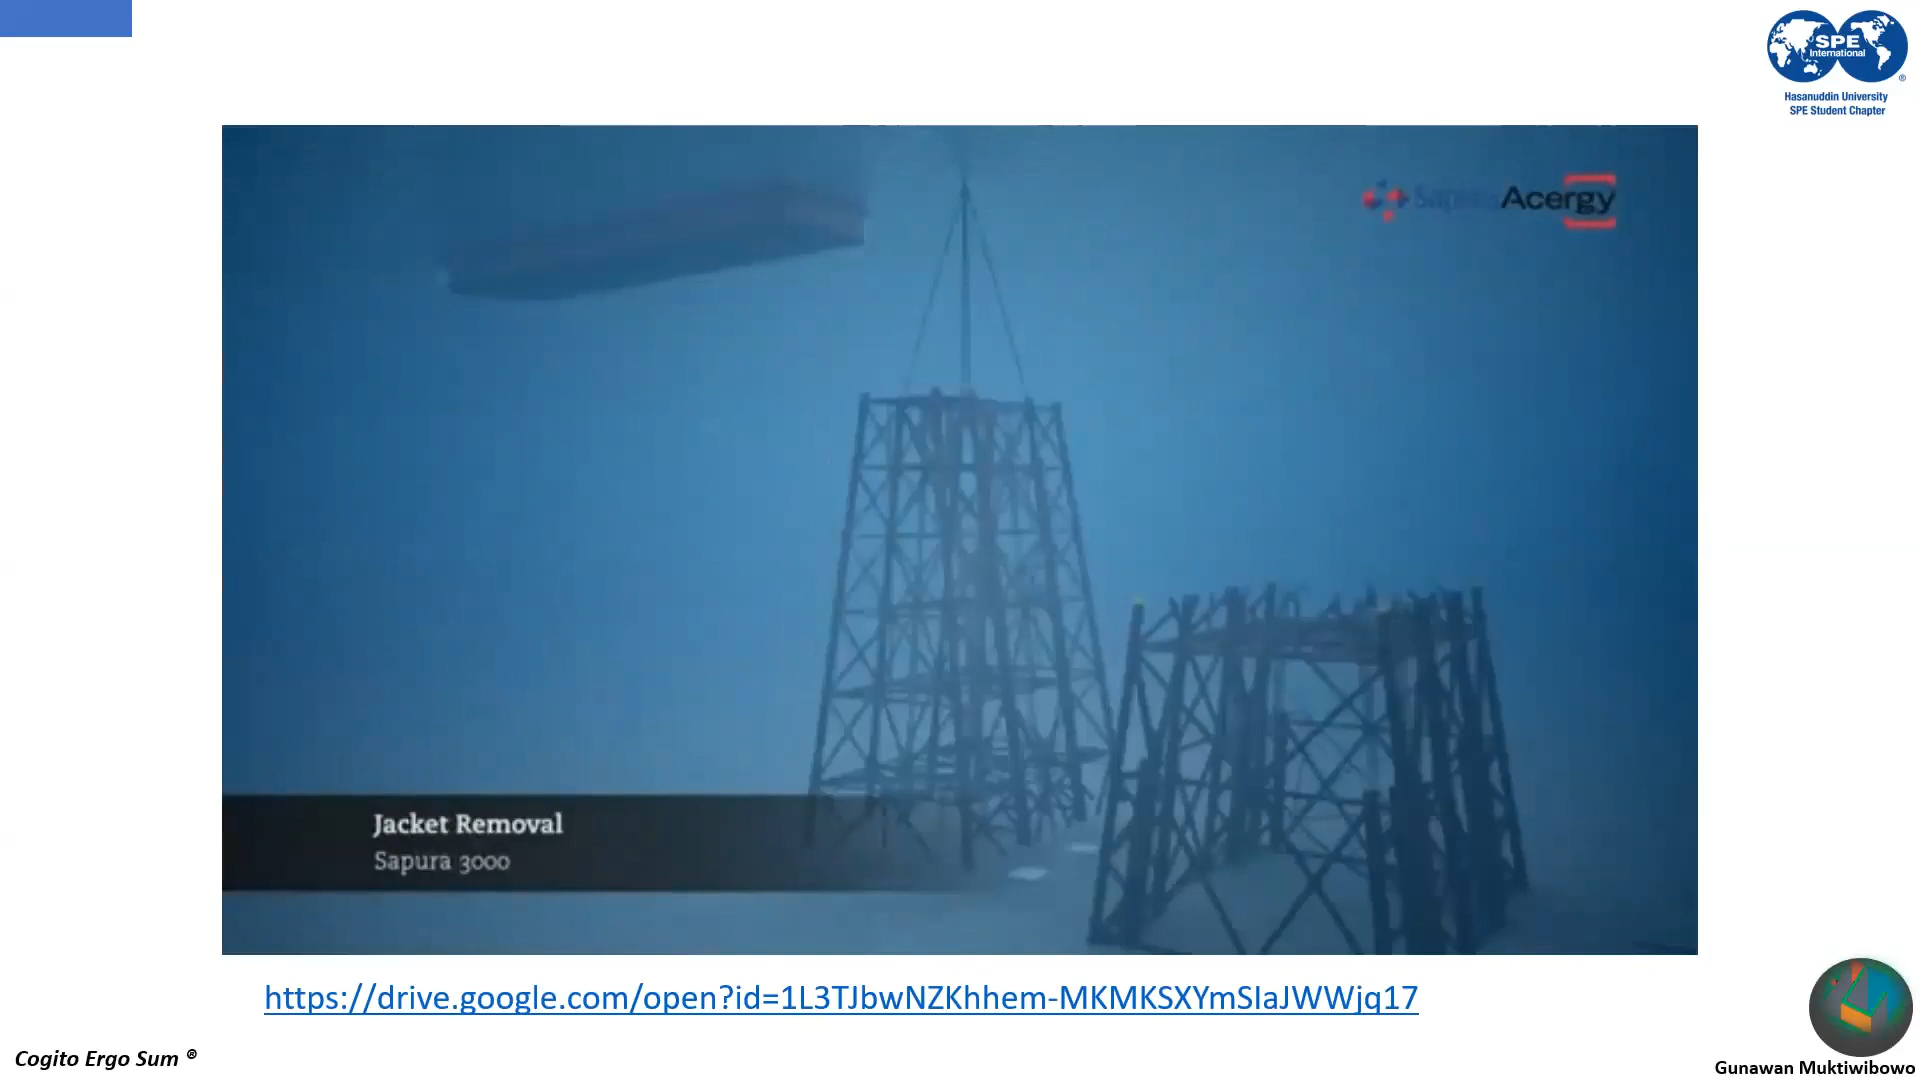 SPE
International
®
Hasanuddin University
SPE Student Chapter
Sapura Acergy
Jacket Removal
Sapura 3000
https://drive.google.com/open?id=1L3TJbwNZKhhem-MKMKSXYmSIaJWWjq17
Cogito Ergo Sum ®
Gunawan Muktiwibowo